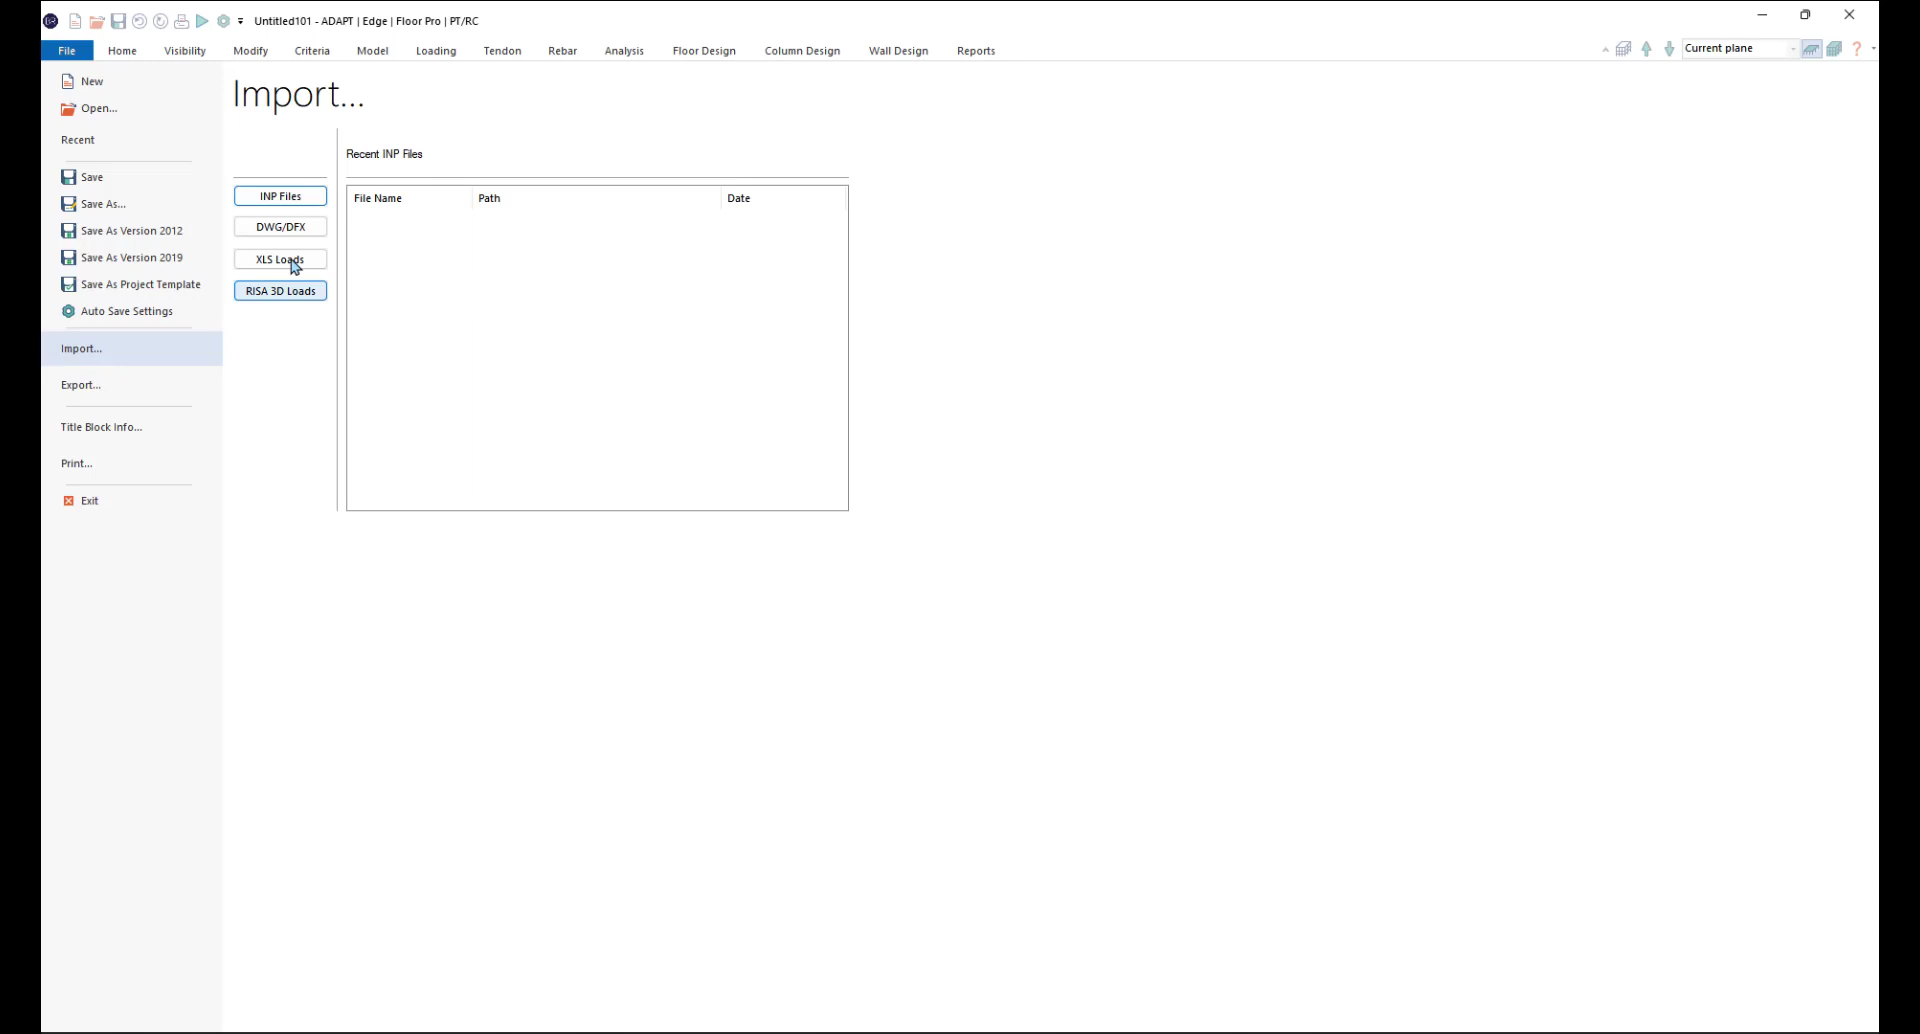 Untitled101 - ADAPT | Edge | Floor Pro | PT/RC
File Home Visibility Modify Criteria Model Loading Tendon Rebar Analysis Floor Design Column Design Wall Design Reports Current plane
New
Open...
Recent
Save
Save As...
Save As Version 2012
Save As Version 2019
Save As Project Template
Auto Save Settings
Import...
Export...
Title Block Info...
Print...
Exit
Import...
INP Files
DWG/DFX
XLS Loads
RISA 3D Loads
Recent INP Files
File Name Path Date